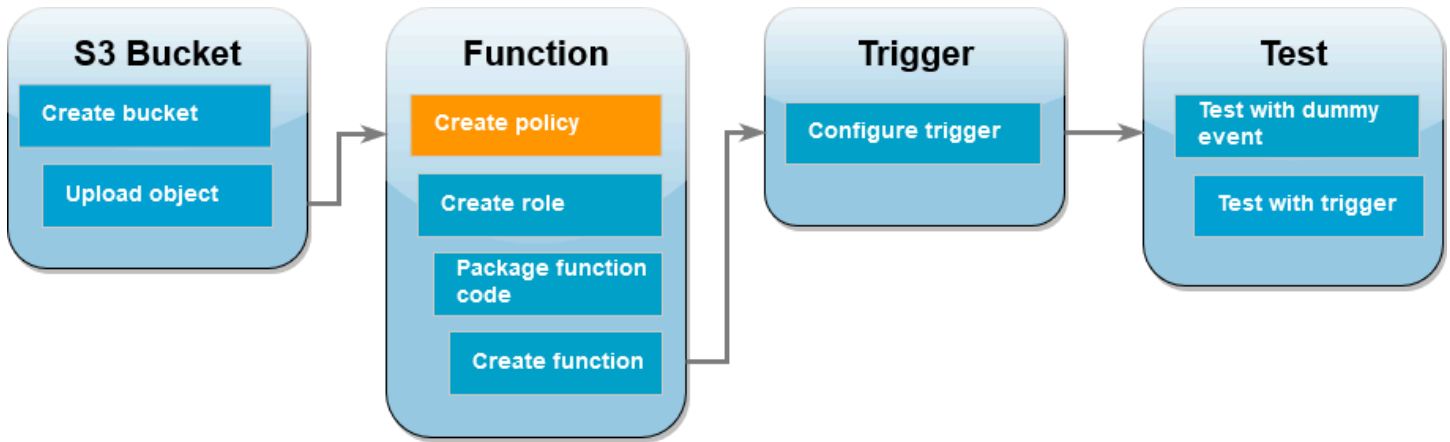 S3 Bucket
Create bucket
Upload object
Function
Create policy
Create role
Package function
code
Create function
Trigger
Configure trigger
Test
Test with dummy
event
Test with trigger